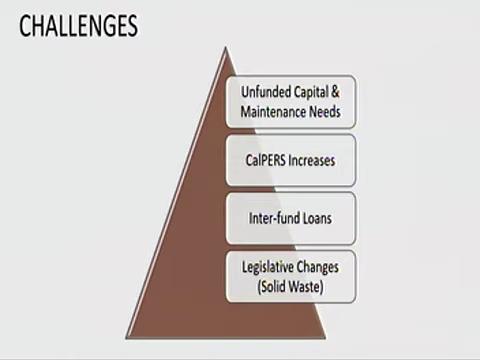 CHALLENGES
Unfunded Capital &
Maintenance Needs
CalPERS Increases
Inter-fund Loans
Legislative Changes
(Solid Waste)